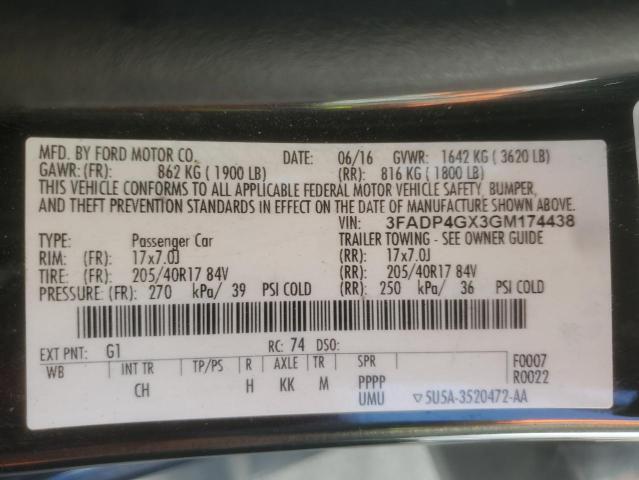 MFD. BY FORD MOTOR CO. DATE: 06/16 GVWR: 1642 KG ( 3620 LB)
GAWR: (FR): 862 KG ( 1900 LB) (RR): 816 KG ( 1800 LB)
THIS VEHICLE CONFORMS TO ALL APPLICABLE FEDERAL MOTOR VEHICLE SAFETY, BUMPER,
AND THEFT PREVENTION STANDARDS IN EFFECT ON THE DATE OF MANUFACTURE SHOWN ABOVE.
VIN: 3FADP4GX3GM174438
TYPE: Passenger Car TRAILER TOWING - SEE OWNER GUIDE
RIM: (FR): 17x7.0J (RR): 17x7.0J
TIRE: (FR): 205/40R17 84V (RR): 205/40R17 84V
PRESSURE: (FR): 270 kPa/ 39 PSI COLD (RR): 250 kPa/ 36 PSI COLD
EXT PNT: G1 RC: 74 DSO:
WB INT TR TP/PS R AXLE TR SPR F0007
CH H KK M PPPP R0022
UMU ▽5U5A-3520472-AA